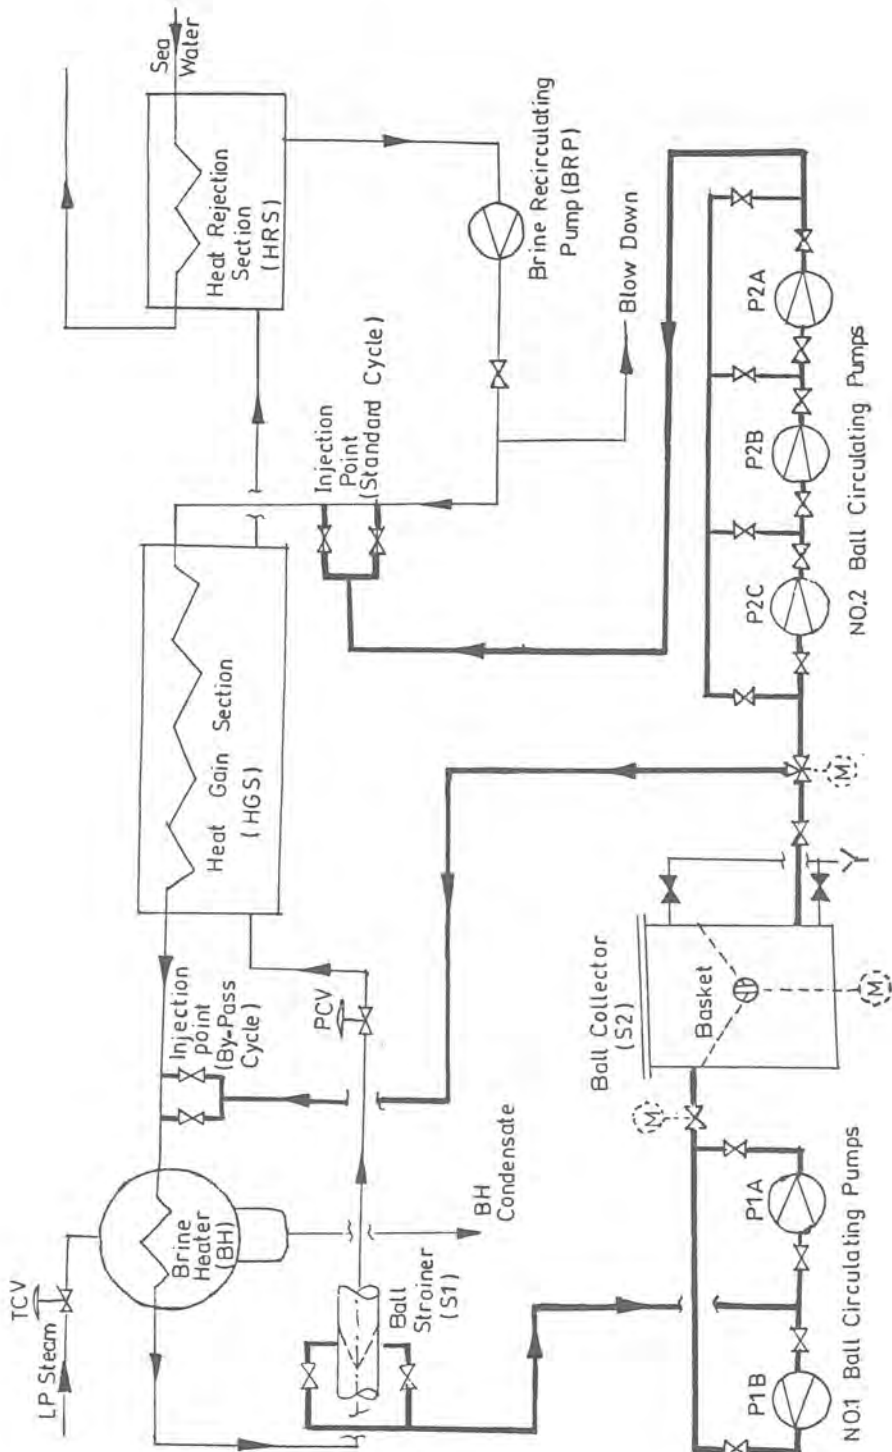 Sea
Water
Heat Rejection
Section
(HRS)
Brine Recirculating
Pump (BRP)
Blow Down
Injection
Point
(Standard Cycle)
Heat Gain Section
(HGS)
Injection
point
(By-Pass
Cycle)
PCV
TCV
LP Steam
Brine
Heater
(BH)
BH
Condensate
Ball
Strainer
(S1)
Ball Collector
(S2)
Basket
M
M
M
P1A
P1B
NO.1 Ball Circulating Pumps
P2A
P2B
P2C
NO.2 Ball Circulating Pumps